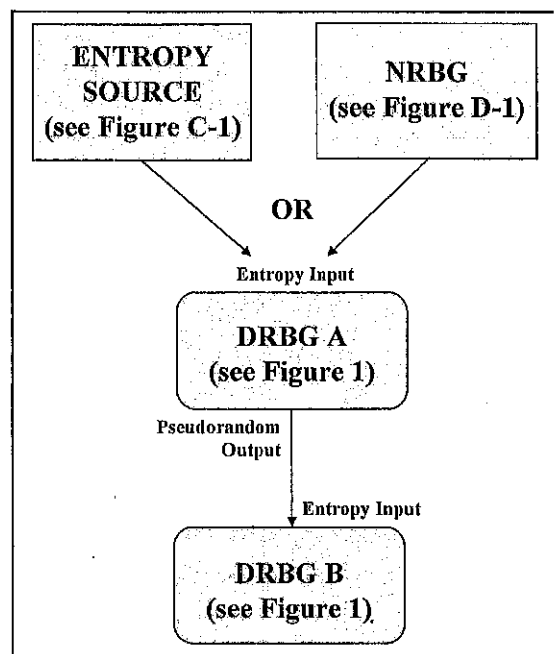 ENTROPY
SOURCE
(see Figure C-1)
NRBG
(see Figure D-1)
OR
Entropy Input
DRBG A
(see Figure 1)
Pseudorandom
Output
Entropy Input
DRBG B
(see Figure 1)